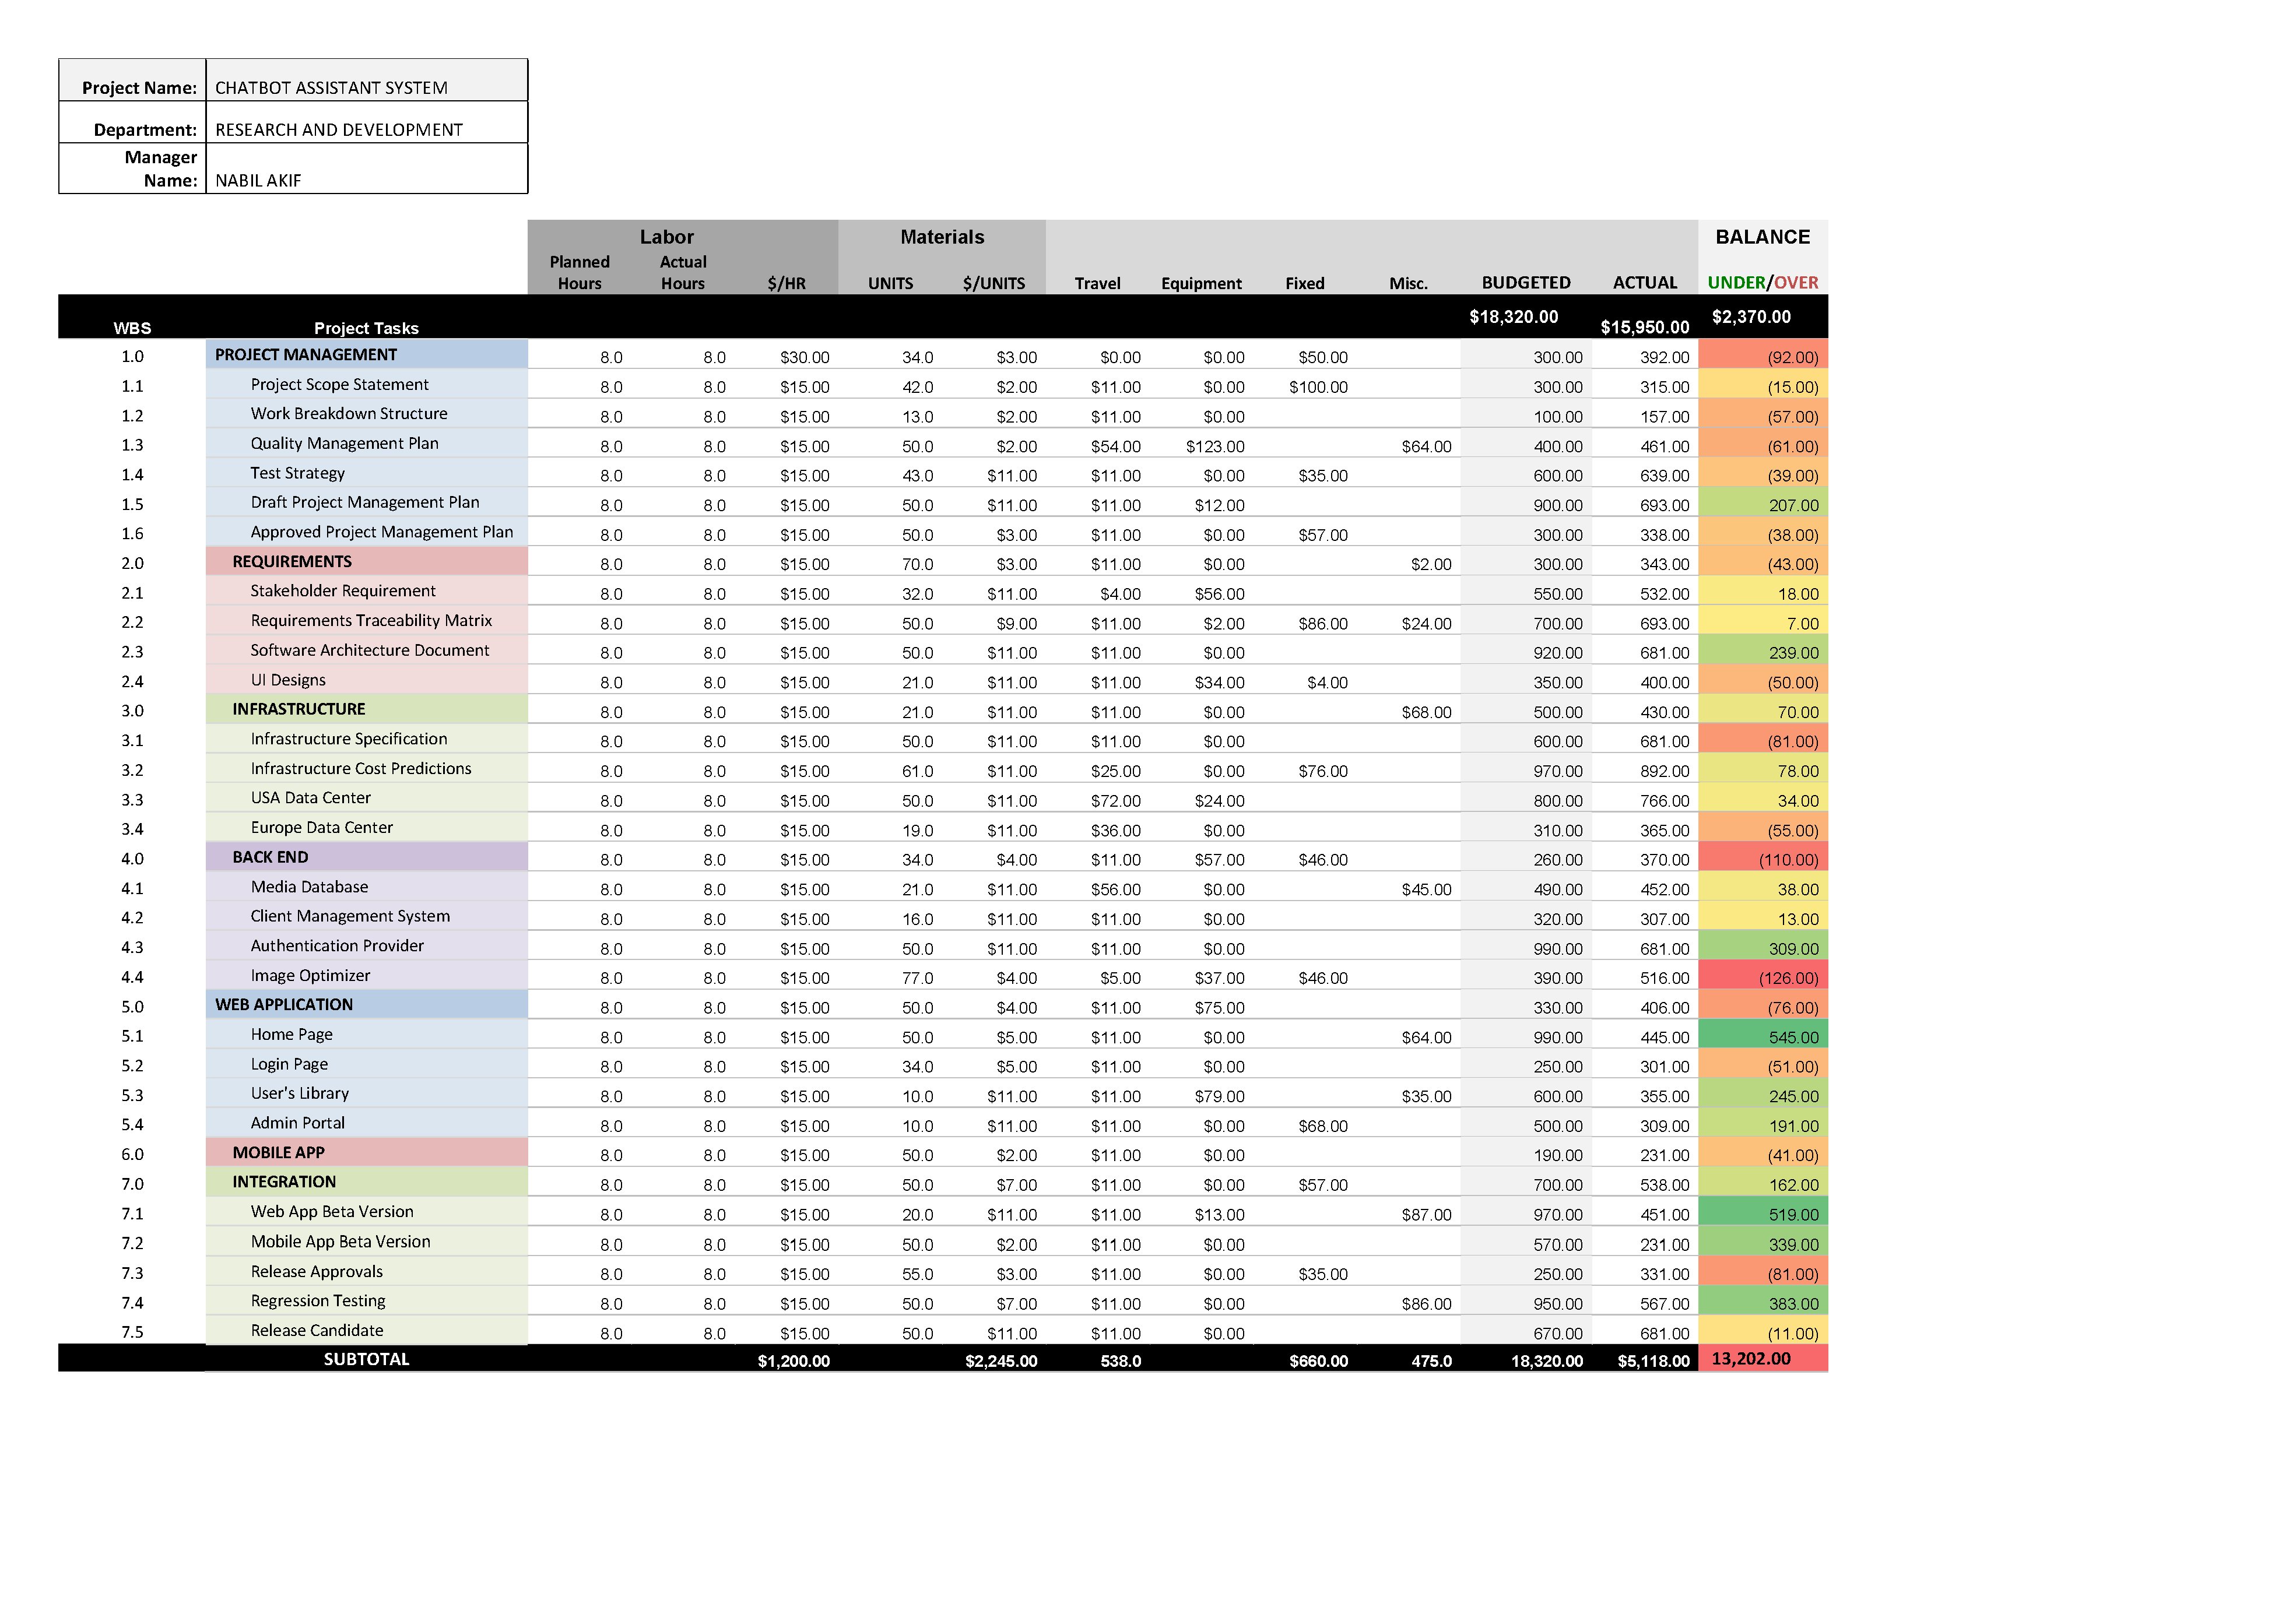 Project Name: CHATBOT ASSISTANT SYSTEM
Department: RESEARCH AND DEVELOPMENT
Manager Name: NABIL AKIF
Labor Materials BALANCE
Planned Hours Actual Hours $/HR UNITS $/UNITS Travel Equipment Fixed Misc. BUDGETED ACTUAL UNDER/OVER
WBS Project Tasks $18,320.00 $15,950.00 $2,370.00
1.0 PROJECT MANAGEMENT 8.0 8.0 $30.00 34.0 $3.00 $0.00 $0.00 $50.00 300.00 392.00 (92.00)
1.1 Project Scope Statement 8.0 8.0 $15.00 42.0 $2.00 $11.00 $0.00 $100.00 300.00 315.00 (15.00)
1.2 Work Breakdown Structure 8.0 8.0 $15.00 13.0 $2.00 $11.00 $0.00 100.00 157.00 (57.00)
1.3 Quality Management Plan 8.0 8.0 $15.00 50.0 $2.00 $54.00 $123.00 $64.00 400.00 461.00 (61.00)
1.4 Test Strategy 8.0 8.0 $15.00 43.0 $11.00 $11.00 $0.00 $35.00 600.00 639.00 (39.00)
1.5 Draft Project Management Plan 8.0 8.0 $15.00 50.0 $11.00 $11.00 $12.00 900.00 693.00 207.00
1.6 Approved Project Management Plan 8.0 8.0 $15.00 50.0 $3.00 $11.00 $0.00 $57.00 300.00 338.00 (38.00)
2.0 REQUIREMENTS 8.0 8.0 $15.00 70.0 $3.00 $11.00 $0.00 $2.00 300.00 343.00 (43.00)
2.1 Stakeholder Requirement 8.0 8.0 $15.00 32.0 $11.00 $4.00 $56.00 550.00 532.00 18.00
2.2 Requirements Traceability Matrix 8.0 8.0 $15.00 50.0 $9.00 $11.00 $2.00 $86.00 $24.00 700.00 693.00 7.00
2.3 Software Architecture Document 8.0 8.0 $15.00 50.0 $11.00 $11.00 $0.00 920.00 681.00 239.00
2.4 UI Designs 8.0 8.0 $15.00 21.0 $11.00 $11.00 $34.00 $4.00 350.00 400.00 (50.00)
3.0 INFRASTRUCTURE 8.0 8.0 $15.00 21.0 $11.00 $11.00 $0.00 $68.00 500.00 430.00 70.00
3.1 Infrastructure Specification 8.0 8.0 $15.00 50.0 $11.00 $11.00 $0.00 600.00 681.00 (81.00)
3.2 Infrastructure Cost Predictions 8.0 8.0 $15.00 61.0 $11.00 $25.00 $0.00 $76.00 970.00 892.00 78.00
3.3 USA Data Center 8.0 8.0 $15.00 50.0 $11.00 $72.00 $24.00 800.00 766.00 34.00
3.4 Europe Data Center 8.0 8.0 $15.00 19.0 $11.00 $36.00 $0.00 310.00 365.00 (55.00)
4.0 BACK END 8.0 8.0 $15.00 34.0 $4.00 $11.00 $57.00 $46.00 260.00 370.00 (110.00)
4.1 Media Database 8.0 8.0 $15.00 21.0 $11.00 $56.00 $0.00 $45.00 490.00 452.00 38.00
4.2 Client Management System 8.0 8.0 $15.00 16.0 $11.00 $11.00 $0.00 320.00 307.00 13.00
4.3 Authentication Provider 8.0 8.0 $15.00 50.0 $11.00 $11.00 $0.00 990.00 681.00 309.00
4.4 Image Optimizer 8.0 8.0 $15.00 77.0 $4.00 $5.00 $37.00 $46.00 390.00 516.00 (126.00)
5.0 WEB APPLICATION 8.0 8.0 $15.00 50.0 $4.00 $11.00 $75.00 330.00 406.00 (76.00)
5.1 Home Page 8.0 8.0 $15.00 50.0 $5.00 $11.00 $0.00 $64.00 990.00 445.00 545.00
5.2 Login Page 8.0 8.0 $15.00 34.0 $5.00 $11.00 $0.00 250.00 301.00 (51.00)
5.3 User's Library 8.0 8.0 $15.00 10.0 $11.00 $11.00 $79.00 $35.00 600.00 355.00 245.00
5.4 Admin Portal 8.0 8.0 $15.00 10.0 $11.00 $11.00 $0.00 $68.00 500.00 309.00 191.00
6.0 MOBILE APP 8.0 8.0 $15.00 50.0 $2.00 $11.00 $0.00 190.00 231.00 (41.00)
7.0 INTEGRATION 8.0 8.0 $15.00 50.0 $7.00 $11.00 $0.00 $57.00 700.00 538.00 162.00
7.1 Web App Beta Version 8.0 8.0 $15.00 20.0 $11.00 $11.00 $13.00 $87.00 970.00 451.00 519.00
7.2 Mobile App Beta Version 8.0 8.0 $15.00 50.0 $2.00 $11.00 $0.00 570.00 231.00 339.00
7.3 Release Approvals 8.0 8.0 $15.00 55.0 $3.00 $11.00 $0.00 $35.00 250.00 331.00 (81.00)
7.4 Regression Testing 8.0 8.0 $15.00 50.0 $7.00 $11.00 $0.00 $86.00 950.00 567.00 383.00
7.5 Release Candidate 8.0 8.0 $15.00 50.0 $11.00 $11.00 $0.00 670.00 681.00 (11.00)
SUBTOTAL $1,200.00 $2,245.00 538.0 $660.00 475.0 18,320.00 $5,118.00 13,202.00